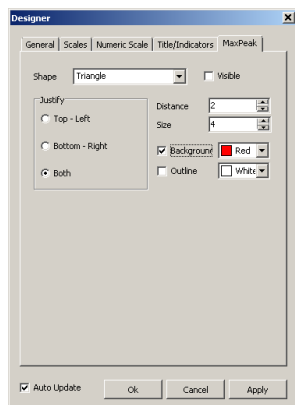 Designer
General Scales Numeric Scale Title/Indicators MaxPeak
Shape Triangle Visible
Justify
Top - Left
Bottom - Right
Both
Distance 2
Size 4
Background Red
Outline White
Auto Update Ok Cancel Apply